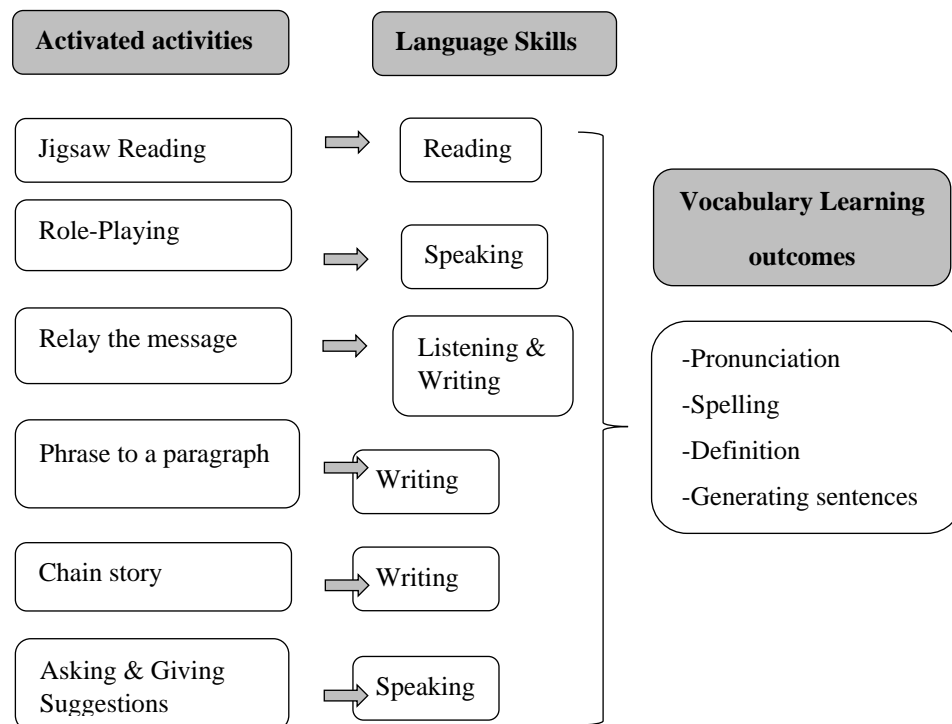 Activated activities
Language Skills
Jigsaw Reading
Reading
Role-Playing
Speaking
Relay the message
Listening &
Writing
Phrase to a paragraph
Writing
Chain story
Writing
Asking & Giving
Suggestions
Speaking
Vocabulary Learning
outcomes
-Pronunciation
-Spelling
-Definition
-Generating sentences